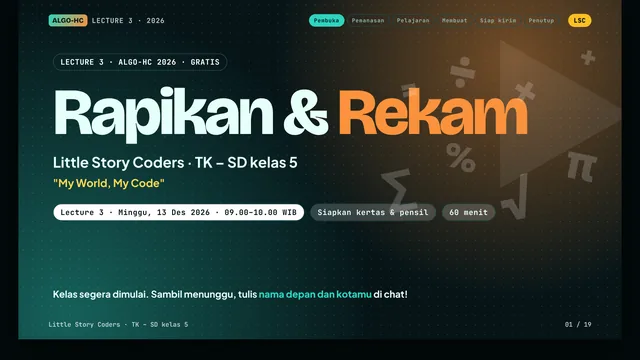 ALGO-HC LECTURE 3 · 2026
Pembuka Pemanasan Pelajaran Membuat Siap kirim Penutup LSC
LECTURE 3 · ALGO-HC 2026 · GRATIS
Rapikan & Rekam
Little Story Coders · TK – SD kelas 5
"My World, My Code"
Lecture 3 · Minggu, 13 Des 2026 · 09.00–10.00 WIB Siapkan kertas & pensil 60 menit
Kelas segera dimulai. Sambil menunggu, tulis nama depan dan kotamu di chat!
Little Story Coders · TK – SD kelas 5 01 / 19